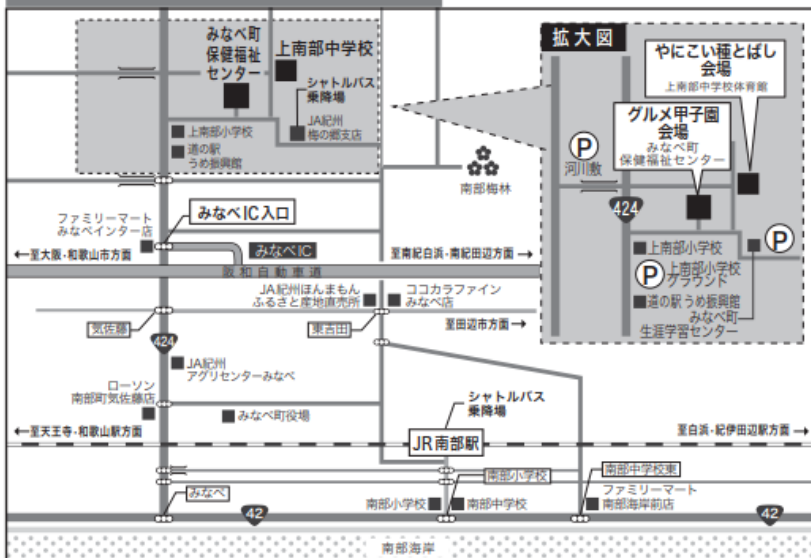 みなべ町
保健福祉
センター
上南部中学校
シャトルバス
乗降場
JA紀州
梅の郷支店
上南部小学校
道の駅
うめ振興館
南部梅林
拡大図
やにこい種とばし
会場
上南部中学校体育館
グルメ甲子園
会場
みなべ町
保健福祉センター
P
河川敷
424
上南部小学校
P
P
上南部小学校
グラウンド
道の駅 うめ振興館
みなべ町
生涯学習センター
ファミリーマート
みなべインター店
みなべIC入口
みなべIC
←至大阪・和歌山市方面
至南紀白浜・南紀田辺方面→
阪和自動車道
JA紀州ほんまもん
ふるさと産地直売所
ココカラファイン
みなべ店
気佐藤
東吉田
至田辺市方面→
424
JA紀州
アグリセンターみなべ
ローソン
南部町気佐藤店
みなべ町役場
シャトルバス
乗降場
←至天王寺・和歌山駅方面
JR南部駅
至白浜・紀伊田辺駅方面→
南部小学校
南部中学校東
みなべ
42
南部小学校
南部中学校
ファミリーマート
南部海岸前店
42
南部海岸